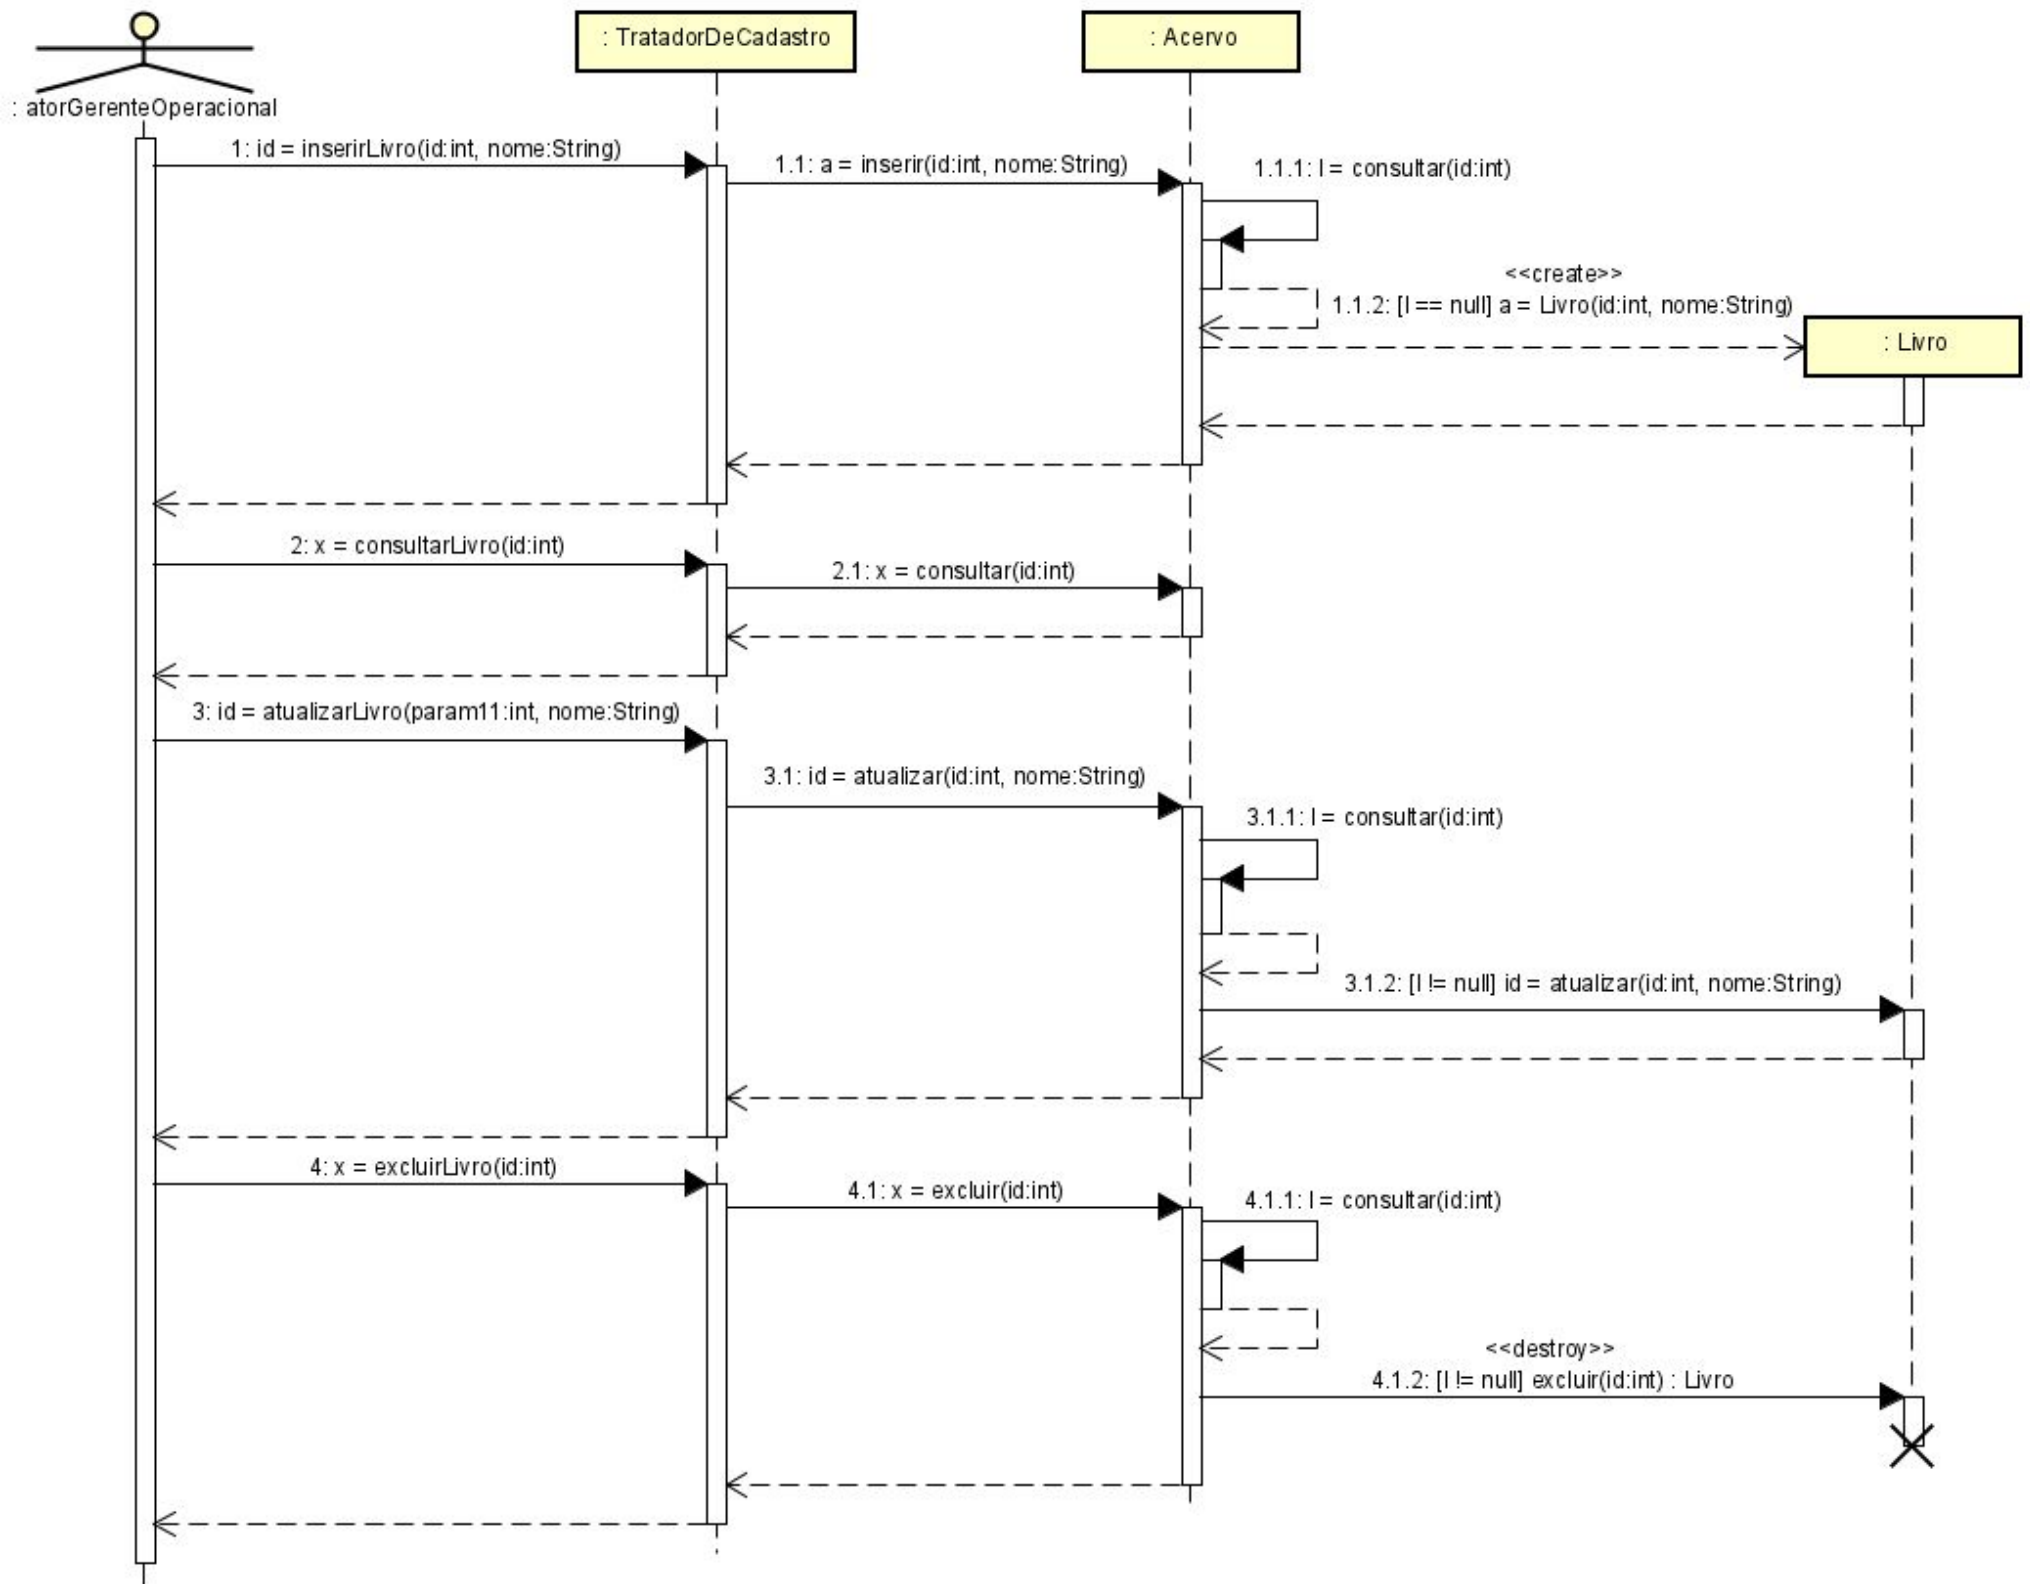 : TratadorDeCadastro
: Acervo
: atorGerenteOperacional
1: id = inserirLivro(id:int, nome:String)
1.1: a = inserir(id:int, nome:String)
1.1.1: l = consultar(id:int)
<<create>>
1.1.2: [l == null] a = Livro(id:int, nome:String)
: Livro
2: x = consultarLivro(id:int)
2.1: x = consultar(id:int)
3: id = atualizarLivro(param11:int, nome:String)
3.1: id = atualizar(id:int, nome:String)
3.1.1: l = consultar(id:int)
3.1.2: [l != null] id = atualizar(id:int, nome:String)
4: x = excluirLivro(id:int)
4.1: x = excluir(id:int)
4.1.1: l = consultar(id:int)
<<destroy>>
4.1.2: [l != null] excluir(id:int) : Livro